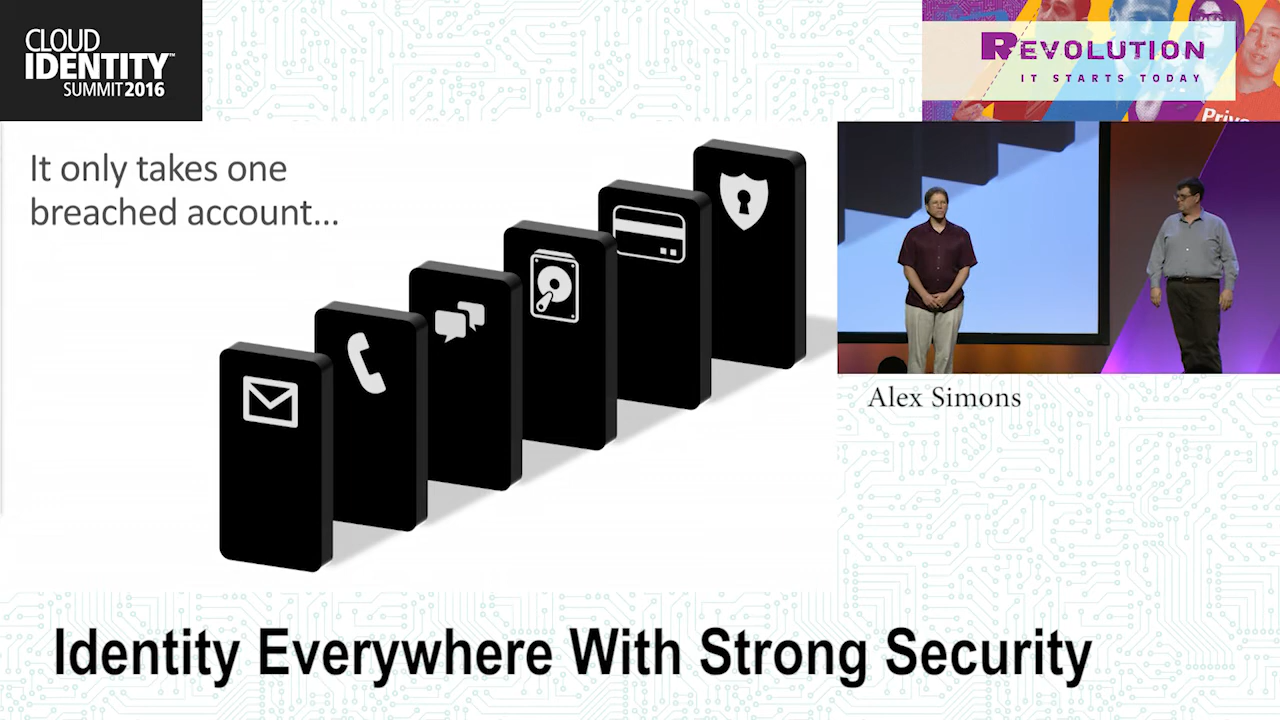 CLOUD
IDENTITY™
SUMMIT 2016
REVOLUTION
IT STARTS TODAY
It only takes one
breached account...
Alex Simons
Identity Everywhere With Strong Security